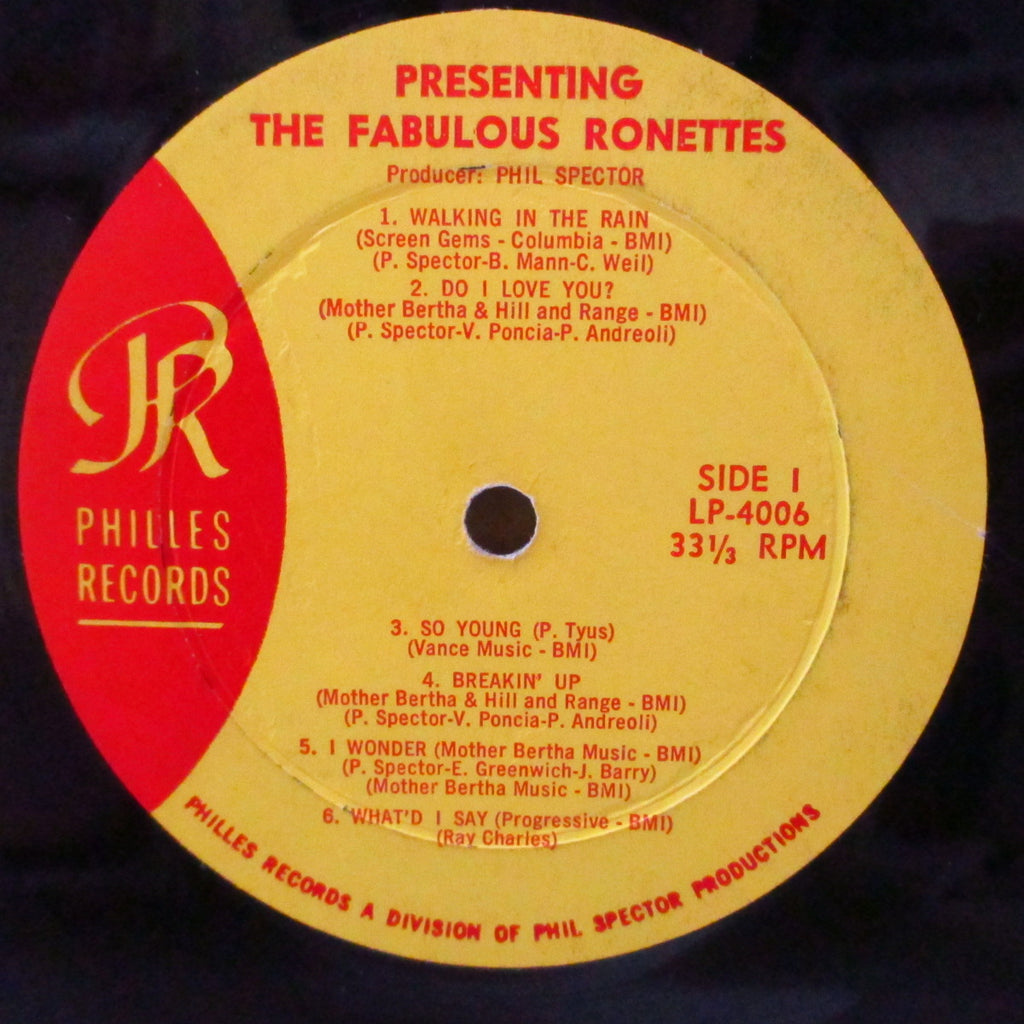 PRESENTING
THE FABULOUS RONETTES
Producer: PHIL SPECTOR
1. WALKING IN THE RAIN
(Screen Gems - Columbia - BMI)
(P. Spector-B. Mann-C. Weil)
2. DO I LOVE YOU?
(Mother Bertha & Hill and Range - BMI)
(P. Spector-V. Poncia-P. Andreoli)
PHILLES
RECORDS
SIDE 1
LP-4006
33⅓ RPM
3. SO YOUNG (P. Tyus)
(Vance Music - BMI)
4. BREAKIN' UP
(Mother Bertha & Hill and Range - BMI)
(P. Spector-V. Poncia-P. Andreoli)
5. I WONDER (Mother Bertha Music - BMI)
(P. Spector-E. Greenwich-J. Barry)
(Mother Bertha Music - BMI)
6. WHAT'D I SAY (Progressive - BMI)
(Ray Charles)
PHILLES RECORDS A DIVISION OF PHIL SPECTOR PRODUCTIONS